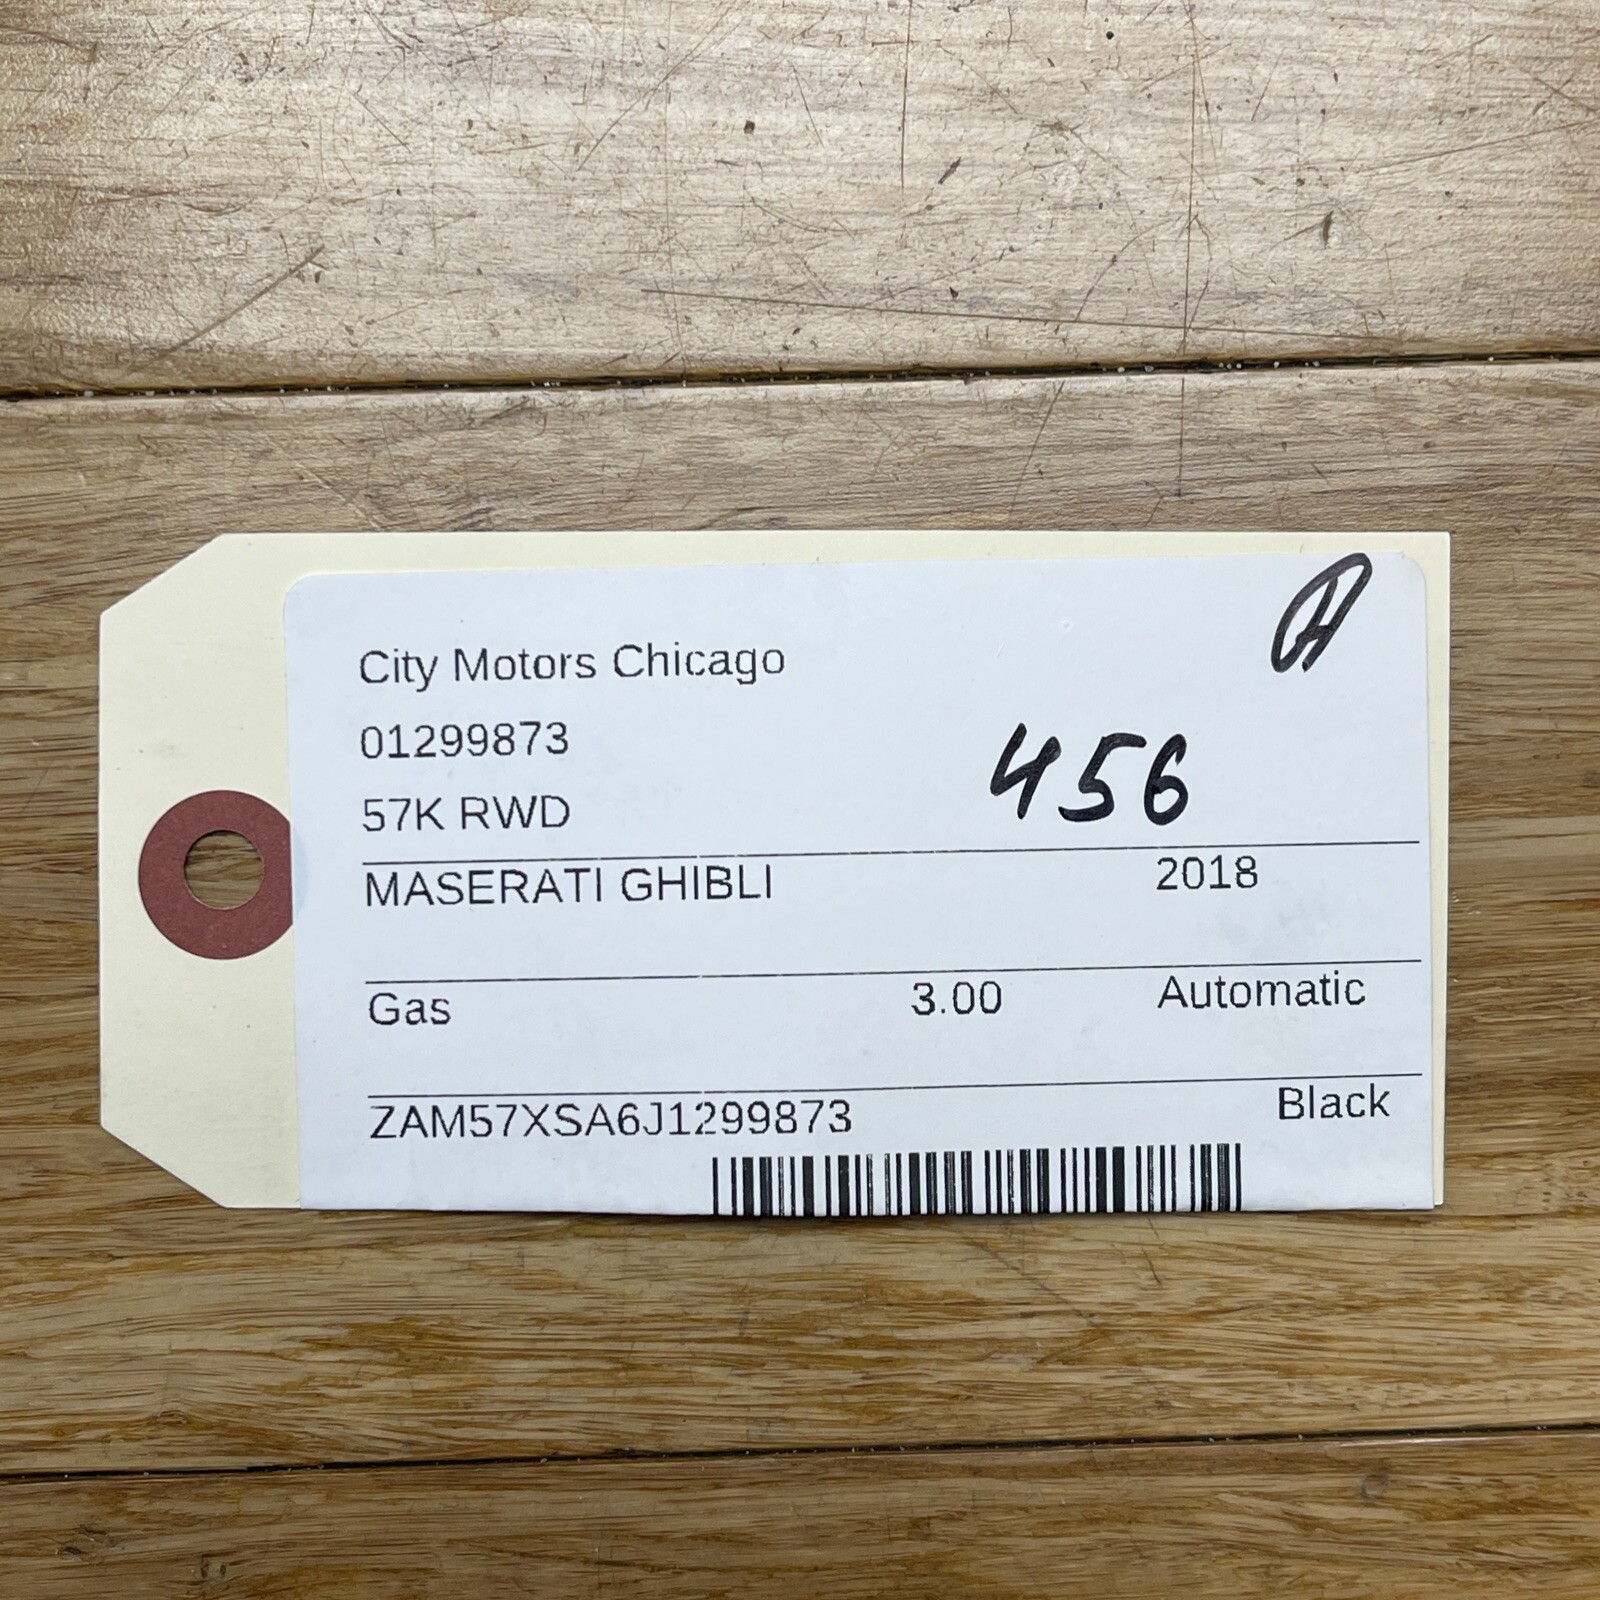 City Motors Chicago
01299873
456
57K RWD
MASERATI GHIBLI 2018
Gas 3.00 Automatic
ZAM57XSA6J1299873 Black